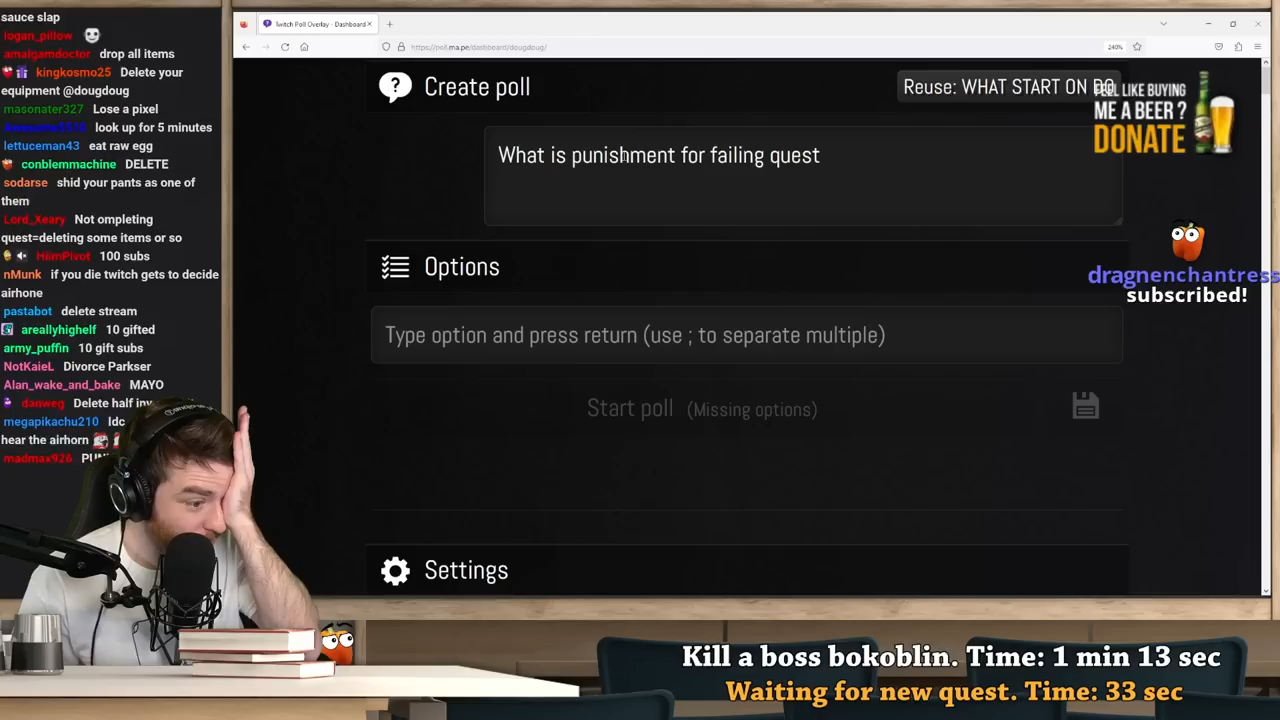 sauce slap
logan_pillow
amalgamdoctor drop all items
kingkosmo25 Delete your
equipment @dougdoug
masonater327 Lose a pixel
look up for 5 minutes
lettuceman43 eat raw egg
conblemmachine DELETE
sodarse shid your pants as one of
them
Lord_Xeary Not ompleting
quest=deleting some items or so
HiimPivot 100 subs
nMunk if you die twitch gets to decide
airhone
pastabot delete stream
areallyhighelf 10 gifted
army_puffin 10 gift subs
NotKaieL Divorce Parkser
Alan_wake_and_bake MAYO
danweg Delete half
megapikachu210 Idc
hear the airhorn
madmax926
Twitch Poll Overlay - Dashboard
https://poll.ma.pe/dashboard/dougdoug/
240%
Create poll
Reuse: WHAT START ON
What is punishment for failing quest
Options
Type option and press return (use ; to separate multiple)
Start poll (Missing options)
Settings
FEEL LIKE BUYING
ME A BEER ?
DONATE
dragnenchantress
subscribed!
Kill a boss bokoblin. Time: 1 min 13 sec
Waiting for new quest. Time: 33 sec